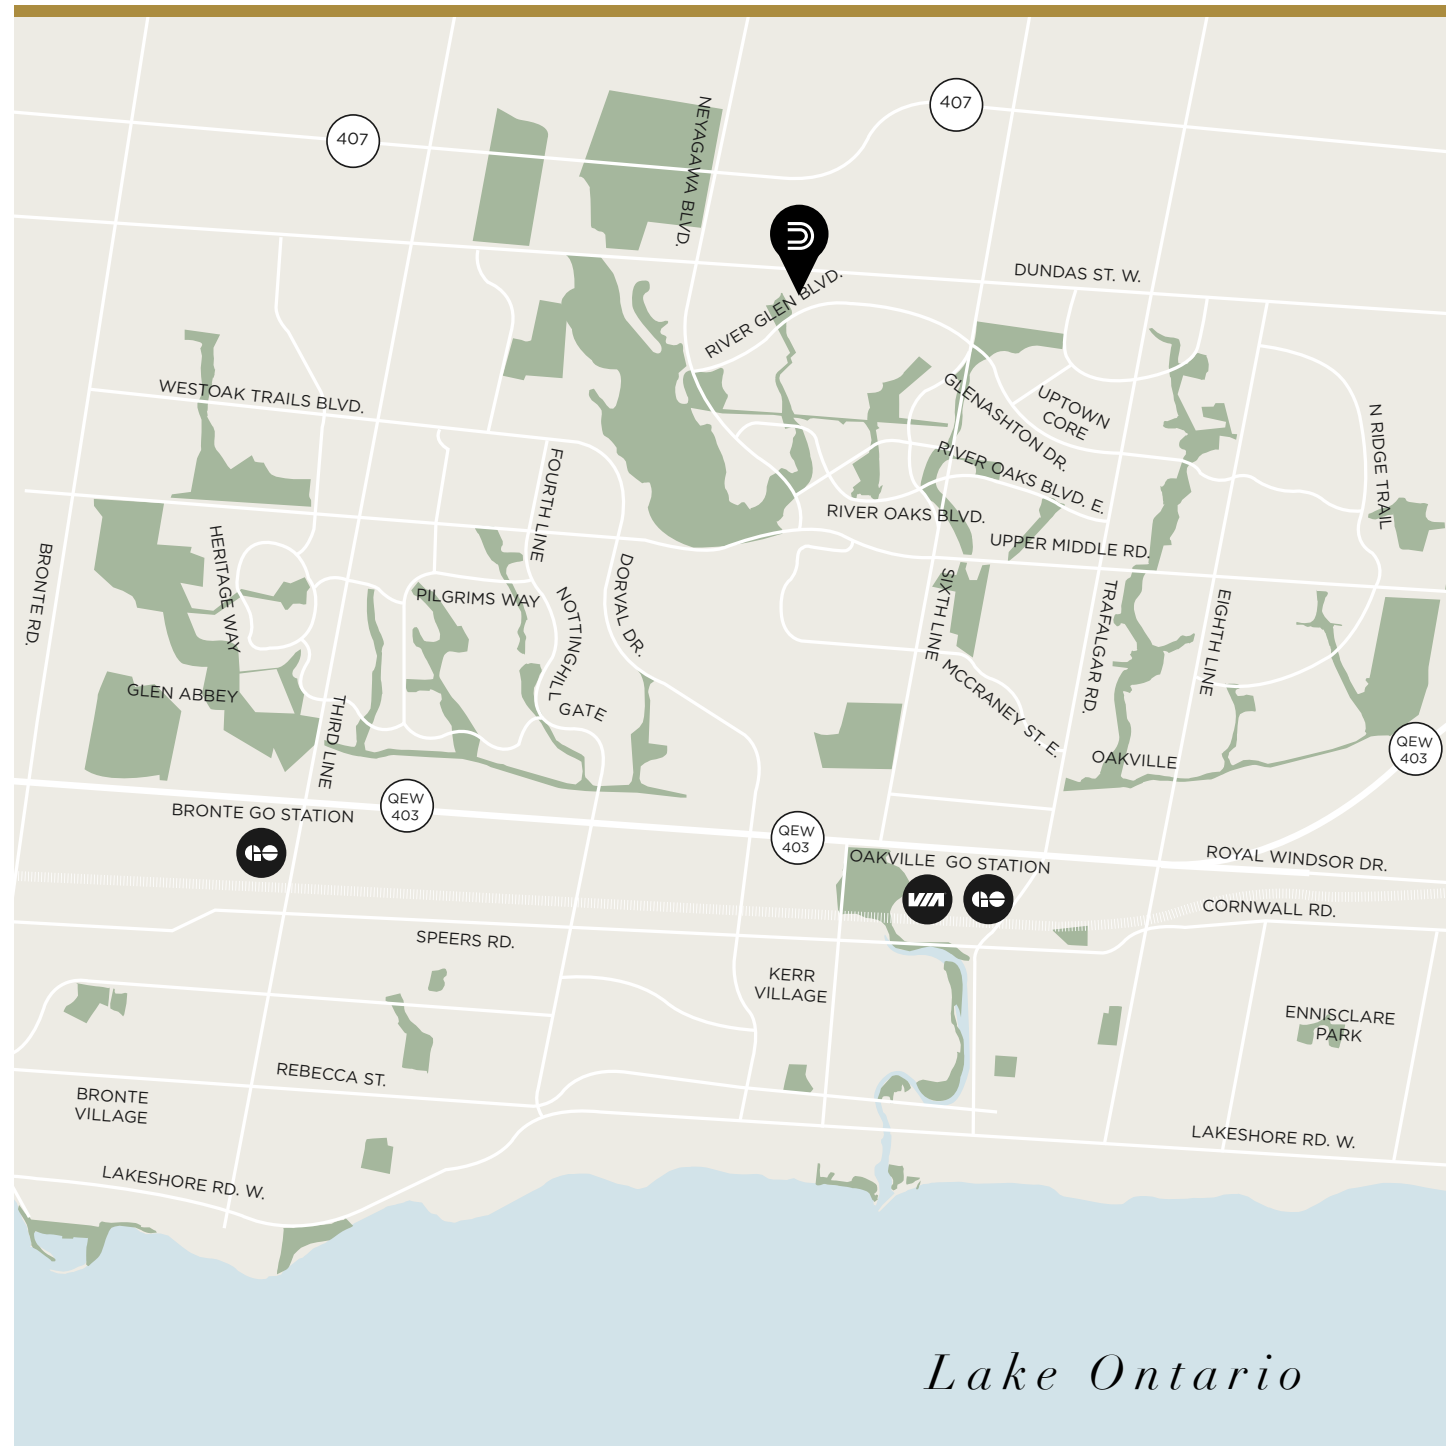 407
407
NEYAGAWA BLVD.
DUNDAS ST. W.
RIVER GLEN BLVD.
WESTOAK TRAILS BLVD.
GLENASHTON DR.
UPTOWN
CORE
N RIDGE TRAIL
FOURTH LINE
RIVER OAKS BLVD. E.
RIVER OAKS BLVD.
UPPER MIDDLE RD.
BRONTE RD.
HERITAGE WAY
PILGRIMS WAY
NOTTINGHILL
GATE
DORVAL DR.
SIXTH LINE
TRAFALGAR RD.
EIGHTH LINE
MCCRANEY ST. E.
GLEN ABBEY
THIRD LINE
OAKVILLE
QEW
403
QEW
403
QEW
403
BRONTE GO STATION
GO
OAKVILLE GO STATION
VIA
GO
ROYAL WINDSOR DR.
CORNWALL RD.
SPEERS RD.
KERR
VILLAGE
ENNISCLARE
PARK
REBECCA ST.
BRONTE
VILLAGE
LAKESHORE RD. W.
LAKESHORE RD. W.
Lake Ontario